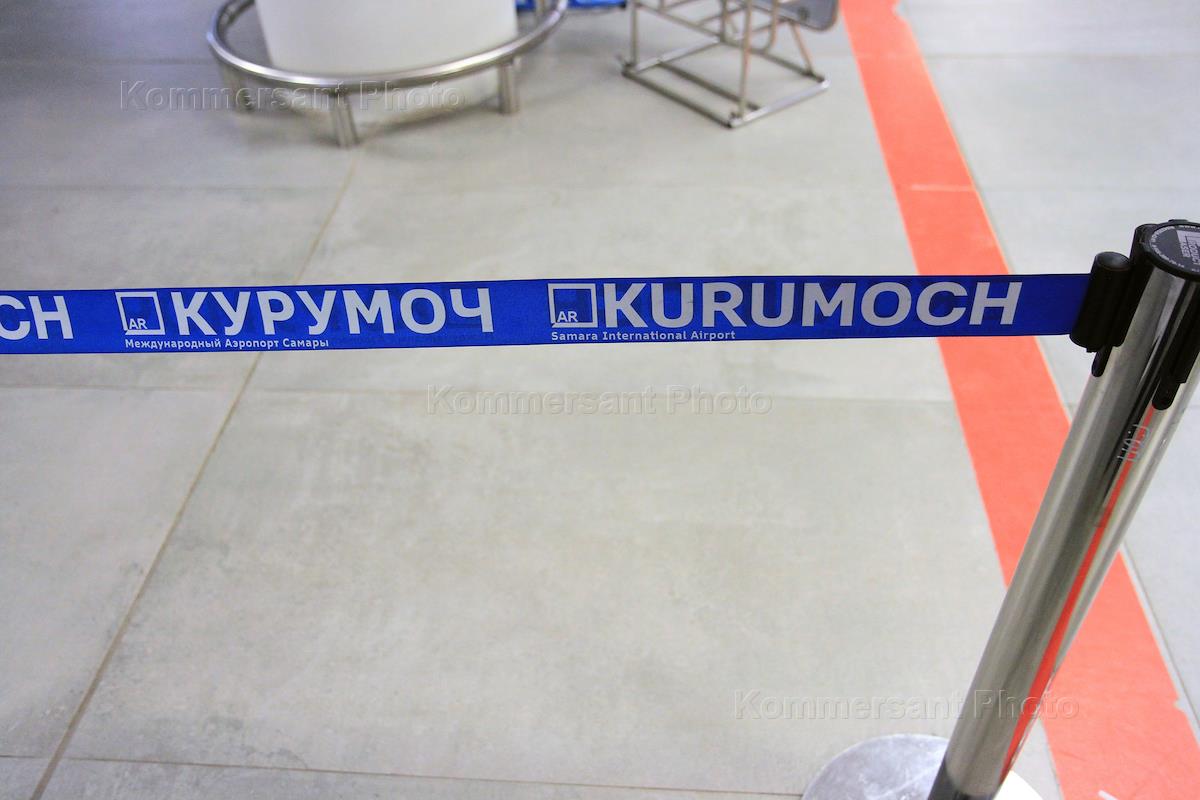 Kommersant Photo
CH
AR КУРУМОЧ
Международный Аэропорт Самары
AR KURUMOCH
Samara International Airport
Kommersant Photo
Kommersant Photo